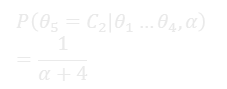 P(θ₅ = C₂|θ₁ ... θ₄, α)
= 1 / (α + 4)